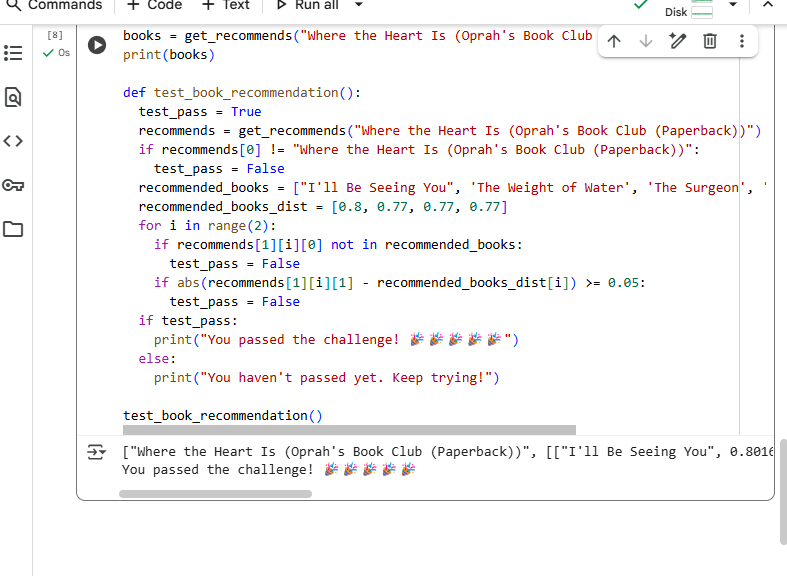 Commands + Code + Text Run all
Disk
[8]
0s
books = get_recommends("Where the Heart Is (Oprah's Book Club
print(books)
def test_book_recommendation():
test_pass = True
recommends = get_recommends("Where the Heart Is (Oprah's Book Club (Paperback))")
if recommends[0] != "Where the Heart Is (Oprah's Book Club (Paperback))":
test_pass = False
recommended_books = ["I'll Be Seeing You", 'The Weight of Water', 'The Surgeon', '
recommended_books_dist = [0.8, 0.77, 0.77, 0.77]
for i in range(2):
if recommends[1][i][0] not in recommended_books:
test_pass = False
if abs(recommends[1][i][1] - recommended_books_dist[i]) >= 0.05:
test_pass = False
if test_pass:
print("You passed the challenge! 🎉🎉🎉🎉🎉")
else:
print("You haven't passed yet. Keep trying!")
test_book_recommendation()
["Where the Heart Is (Oprah's Book Club (Paperback))", [["I'll Be Seeing You", 0.8016
You passed the challenge! 🎉🎉🎉🎉🎉